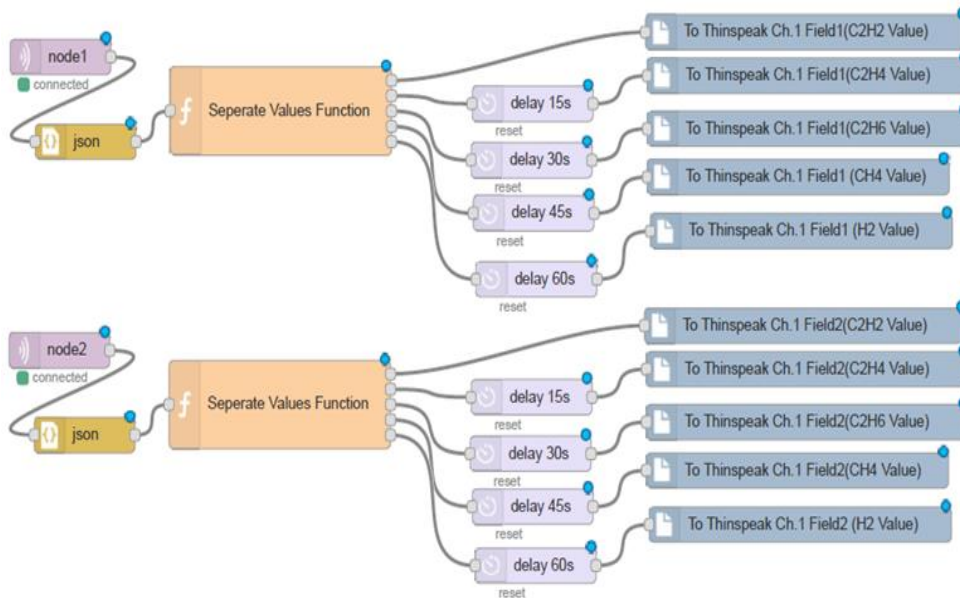 node1
connected
json
Seperate Values Function
delay 15s
reset
delay 30s
reset
delay 45s
reset
delay 60s
reset
To Thinspeak Ch.1 Field1(C2H2 Value)
To Thinspeak Ch.1 Field1(C2H4 Value)
To Thinspeak Ch.1 Field1(C2H6 Value)
To Thinspeak Ch.1 Field1 (CH4 Value)
To Thinspeak Ch.1 Field1 (H2 Value)
node2
connected
json
Seperate Values Function
delay 15s
reset
delay 30s
reset
delay 45s
reset
delay 60s
reset
To Thinspeak Ch.1 Field2(C2H2 Value)
To Thinspeak Ch.1 Field2(C2H4 Value)
To Thinspeak Ch.1 Field2(C2H6 Value)
To Thinspeak Ch.1 Field2(CH4 Value)
To Thinspeak Ch.1 Field2 (H2 Value)